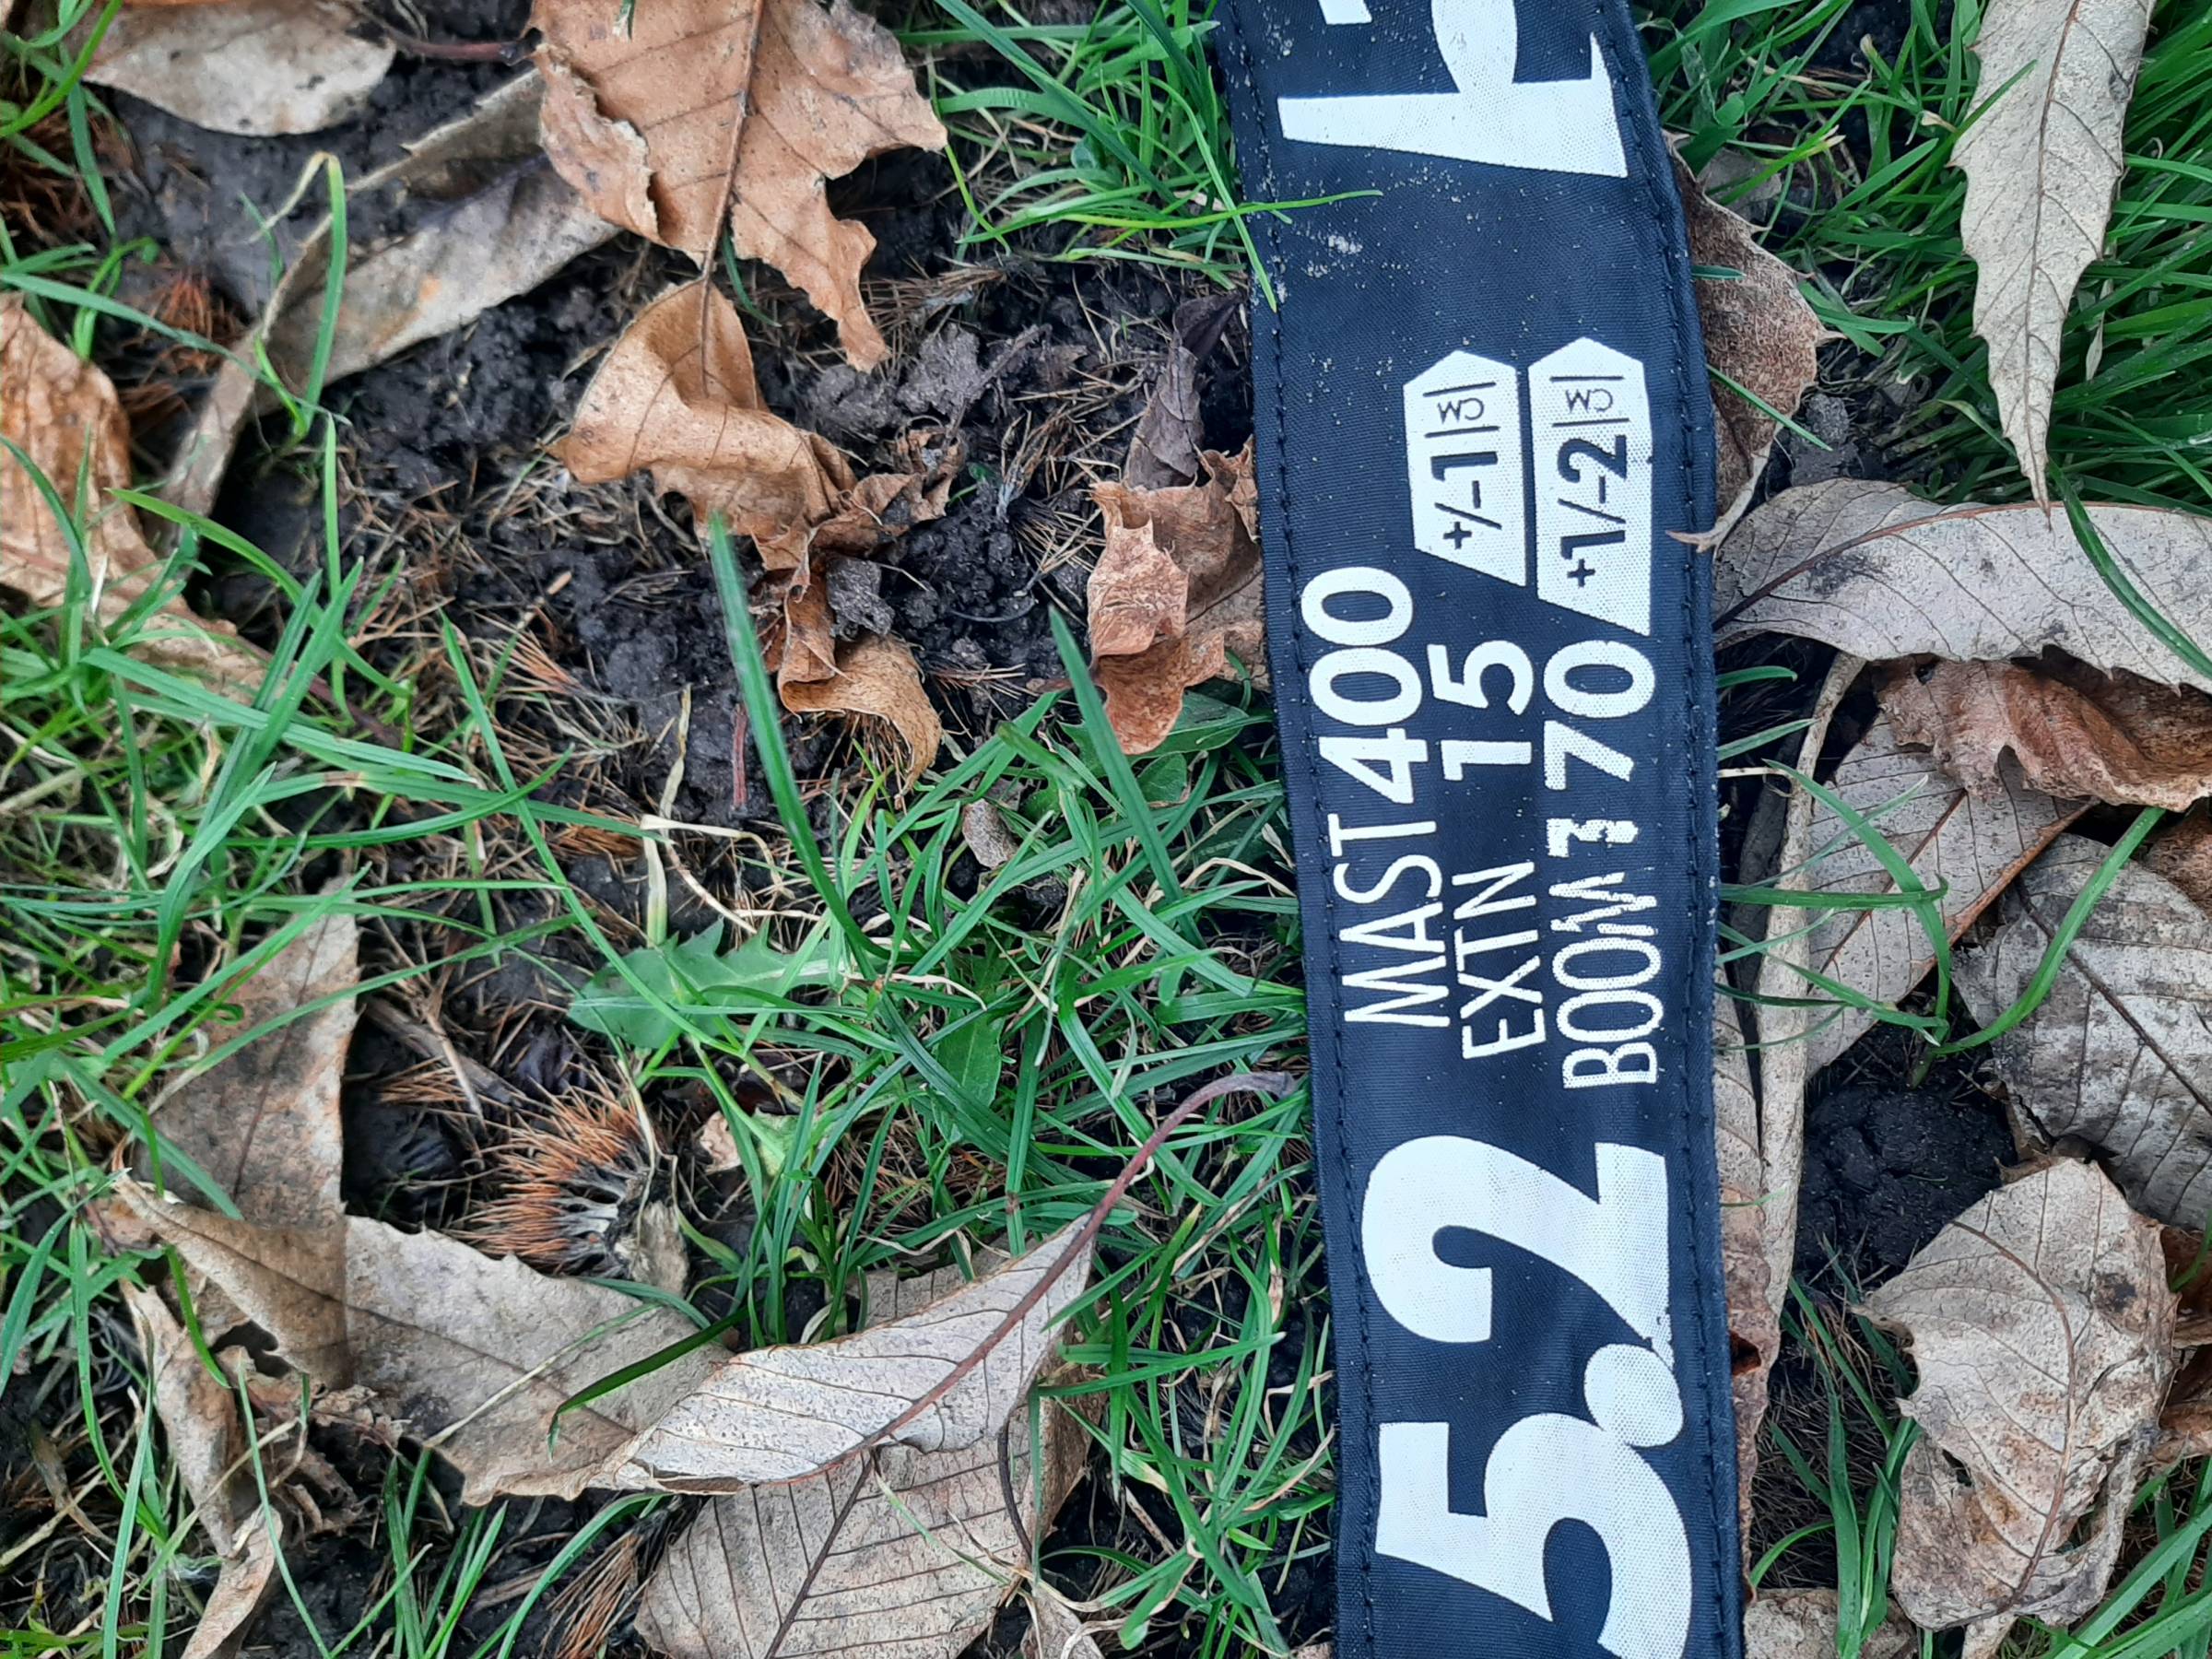 5.2
MAST 400
EXTN 15 +/-1 CM
BOOM 170 +1/-2 CM